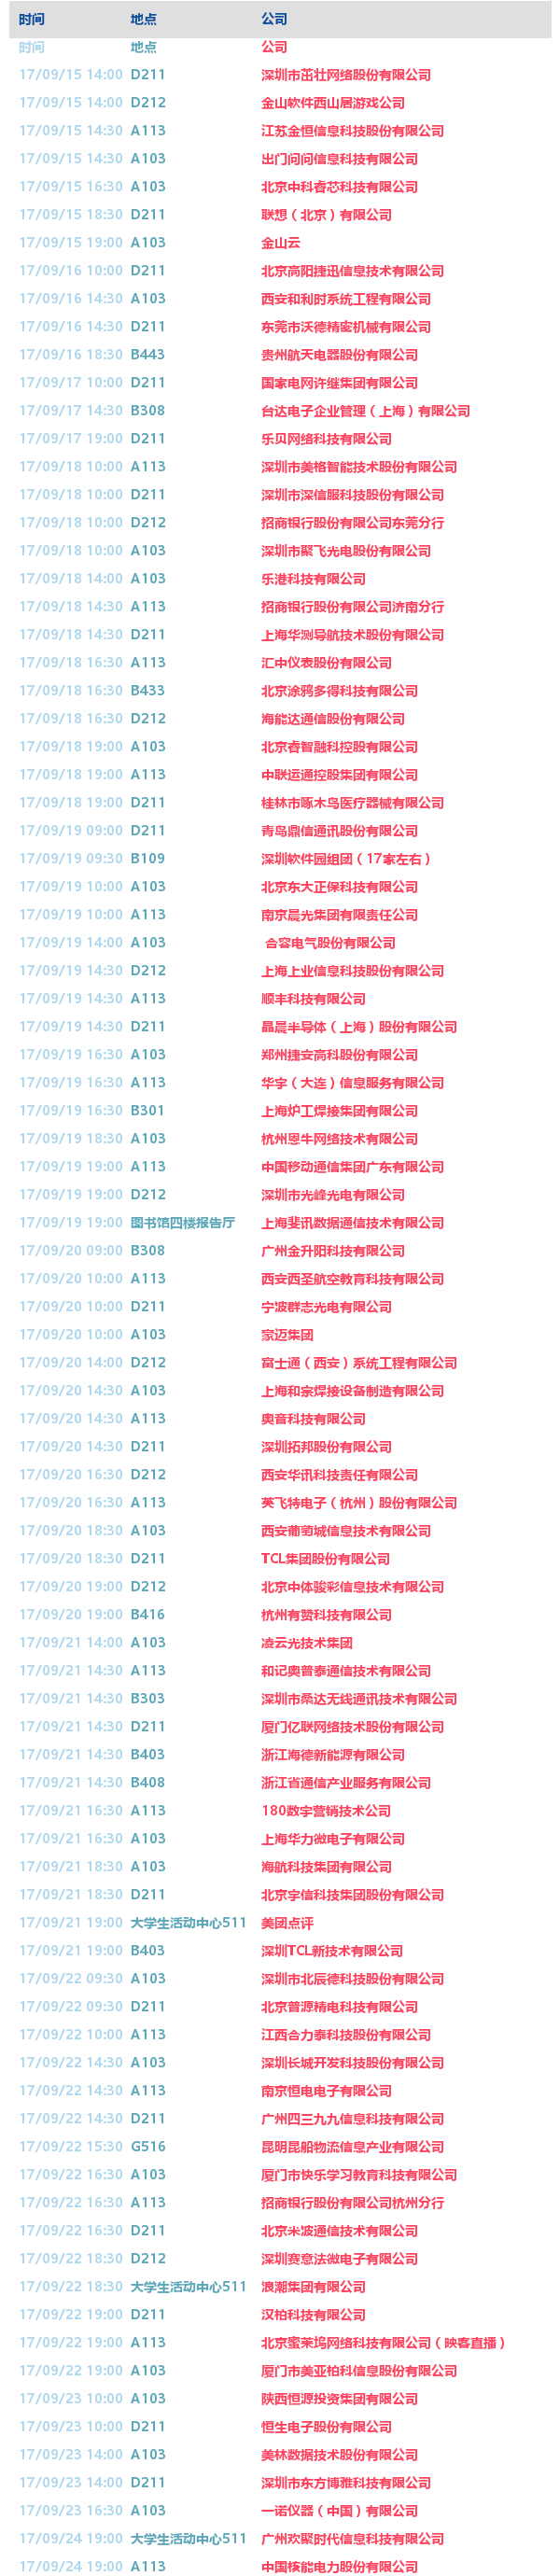 时间 地点 公司
时间 地点 公司
17/09/15 14:00 D211 深圳市茁壮网络股份有限公司
17/09/15 14:00 D212 金山软件西山居游戏公司
17/09/15 14:30 A113 江苏金恒信息科技股份有限公司
17/09/15 14:30 A103 出门问问信息科技有限公司
17/09/15 16:30 A103 北京中科睿芯科技有限公司
17/09/15 18:30 D211 联想（北京）有限公司
17/09/15 19:00 A103 金山云
17/09/16 10:00 D211 北京高阳捷迅信息技术有限公司
17/09/16 14:30 A103 西安和利时系统工程有限公司
17/09/16 14:30 D211 东莞市沃德精密机械有限公司
17/09/16 18:30 B443 贵州航天电器股份有限公司
17/09/17 10:00 D211 国家电网许继集团有限公司
17/09/17 14:30 B308 台达电子企业管理（上海）有限公司
17/09/17 19:00 D211 乐贝网络科技有限公司
17/09/18 10:00 A113 深圳市美格智能技术股份有限公司
17/09/18 10:00 D211 深圳市深信服科技股份有限公司
17/09/18 10:00 D212 招商银行股份有限公司东莞分行
17/09/18 10:00 A103 深圳市聚飞光电股份有限公司
17/09/18 14:00 A103 乐港科技有限公司
17/09/18 14:30 A113 招商银行股份有限公司济南分行
17/09/18 14:30 D211 上海华测导航技术股份有限公司
17/09/18 16:30 A113 汇中仪表股份有限公司
17/09/18 16:30 B433 北京涂鸦多得科技有限公司
17/09/18 16:30 D212 海能达通信股份有限公司
17/09/18 19:00 A103 北京睿智融科控股有限公司
17/09/18 19:00 A113 中联运通控股集团有限公司
17/09/18 19:00 D211 桂林市啄木鸟医疗器械有限公司
17/09/19 09:00 D211 青岛鼎信通讯股份有限公司
17/09/19 09:30 B109 深圳软件园组团（17家左右）
17/09/19 10:00 A103 北京东大正保科技有限公司
17/09/19 10:00 A113 南京晨光集团有限责任公司
17/09/19 14:00 A103 合容电气股份有限公司
17/09/19 14:30 D212 上海上业信息科技股份有限公司
17/09/19 14:30 A113 顺丰科技有限公司
17/09/19 14:30 D211 晶晨半导体（上海）股份有限公司
17/09/19 16:30 A103 郑州捷安高科股份有限公司
17/09/19 16:30 A113 华宇（大连）信息服务有限公司
17/09/19 16:30 B301 上海炉工焊接集团有限公司
17/09/19 18:30 A103 杭州恩牛网络技术有限公司
17/09/19 19:00 A113 中国移动通信集团广东有限公司
17/09/19 19:00 D212 深圳市光峰光电有限公司
17/09/19 19:00 图书馆四楼报告厅 上海斐讯数据通信技术有限公司
17/09/20 09:00 B308 广州金升阳科技有限公司
17/09/20 10:00 A113 西安西圣航空教育科技有限公司
17/09/20 10:00 D211 宁波群志光电有限公司
17/09/20 10:00 A103 豪迈集团
17/09/20 14:00 D212 富士通（西安）系统工程有限公司
17/09/20 14:30 A103 上海和宗焊接设备制造有限公司
17/09/20 14:30 A113 奥音科技有限公司
17/09/20 14:30 D211 深圳拓邦股份有限公司
17/09/20 16:30 D212 西安华讯科技责任有限公司
17/09/20 16:30 A113 英飞特电子（杭州）股份有限公司
17/09/20 18:30 A103 西安葡萄城信息技术有限公司
17/09/20 18:30 D211 TCL集团股份有限公司
17/09/20 19:00 D212 北京中体骏彩信息技术有限公司
17/09/20 19:00 B416 杭州有赞科技有限公司
17/09/21 14:00 A103 凌云光技术集团
17/09/21 14:30 A113 和记奥普泰通信技术有限公司
17/09/21 14:30 B303 深圳市桑达无线通讯技术有限公司
17/09/21 14:30 D211 厦门亿联网络技术股份有限公司
17/09/21 14:30 B403 浙江海德新能源有限公司
17/09/21 14:30 B408 浙江省通信产业服务有限公司
17/09/21 16:30 A113 180数字营销技术公司
17/09/21 16:30 A103 上海华力微电子有限公司
17/09/21 18:30 A103 海航科技集团有限公司
17/09/21 18:30 D211 北京宇信科技集团股份有限公司
17/09/21 19:00 大学生活动中心511 美团点评
17/09/21 19:00 B403 深圳TCL新技术有限公司
17/09/22 09:30 A103 深圳市北辰德科技股份有限公司
17/09/22 09:30 D211 北京普源精电科技有限公司
17/09/22 10:00 A113 江西合力泰科技股份有限公司
17/09/22 14:30 A103 深圳长城开发科技股份有限公司
17/09/22 14:30 A113 南京恒电电子有限公司
17/09/22 14:30 D211 广州四三九九信息科技有限公司
17/09/22 15:30 G516 昆明昆船物流信息产业有限公司
17/09/22 16:30 A103 厦门市快乐学习教育科技有限公司
17/09/22 16:30 A113 招商银行股份有限公司杭州分行
17/09/22 16:30 D211 北京米波通信技术有限公司
17/09/22 18:30 D212 深圳赛意法微电子有限公司
17/09/22 18:30 大学生活动中心511 浪潮集团有限公司
17/09/22 19:00 D211 汉柏科技有限公司
17/09/22 19:00 A113 北京蜜莱坞网络科技有限公司（映客直播）
17/09/22 19:00 A103 厦门市美亚柏科信息股份有限公司
17/09/23 10:00 A103 陕西恒源投资集团有限公司
17/09/23 10:00 D211 恒生电子股份有限公司
17/09/23 14:00 A103 美林数据技术股份有限公司
17/09/23 14:00 D211 深圳市东方博雅科技有限公司
17/09/23 16:30 A103 一诺仪器（中国）有限公司
17/09/24 19:00 大学生活动中心511 广州欢聚时代信息科技有限公司
17/09/24 19:00 A113 中国核能电力股份有限公司